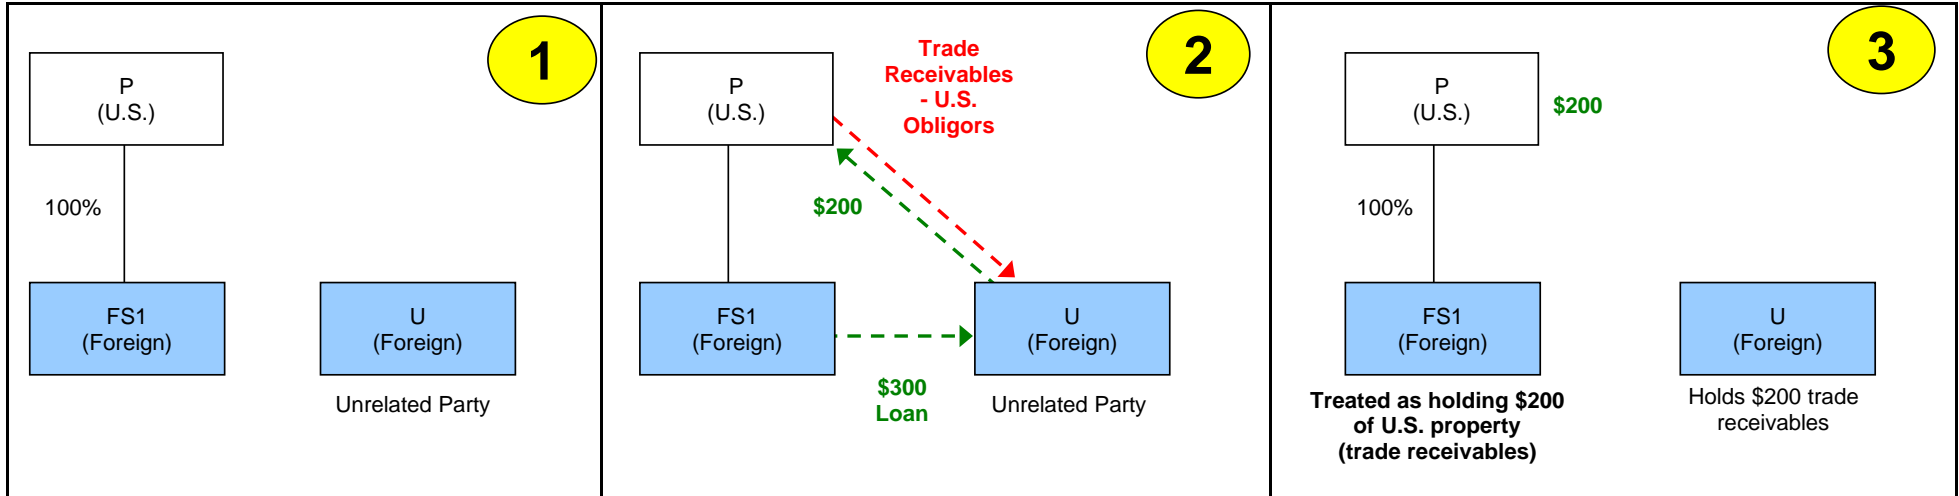 1
P
(U.S.)
100%
FS1
(Foreign)
U
(Foreign)
Unrelated Party
2
Trade
Receivables
- U.S.
Obligors
P
(U.S.)
$200
FS1
(Foreign)
U
(Foreign)
$300
Loan
Unrelated Party
3
P
(U.S.)
$200
100%
FS1
(Foreign)
U
(Foreign)
Treated as holding $200
of U.S. property
(trade receivables)
Holds $200 trade
receivables